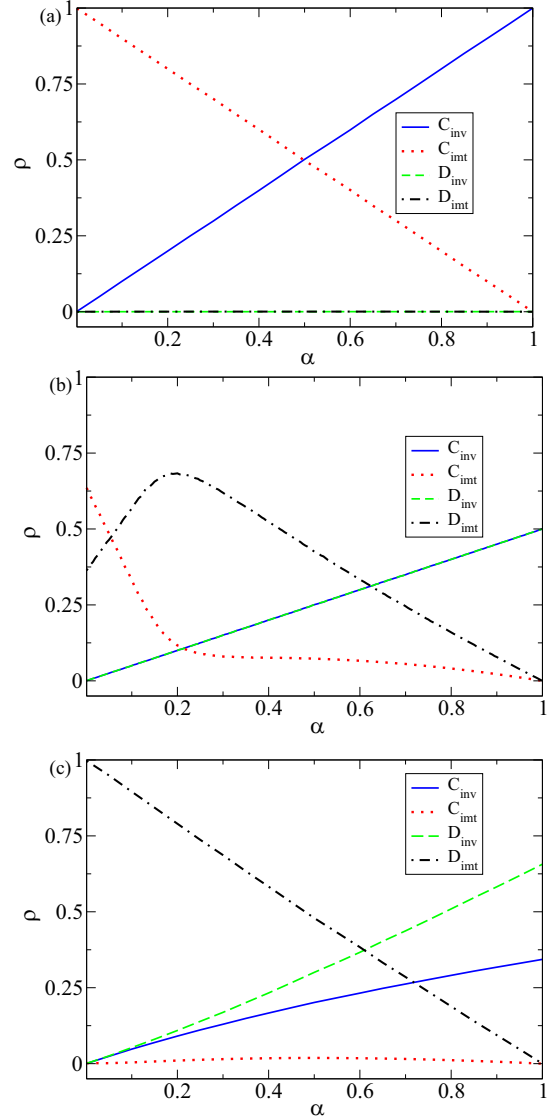 (a)
1
0.75
0.5
0.25
0
ρ
C_inv
C_imt
D_inv
D_imt
0.2 0.4 0.6 0.8 1
α
(b)
1
0.75
0.5
0.25
0
ρ
C_inv
C_imt
D_inv
D_imt
0.2 0.4 0.6 0.8 1
α
(c)
1
0.75
0.5
0.25
0
ρ
C_inv
C_imt
D_inv
D_imt
0.2 0.4 0.6 0.8 1
α